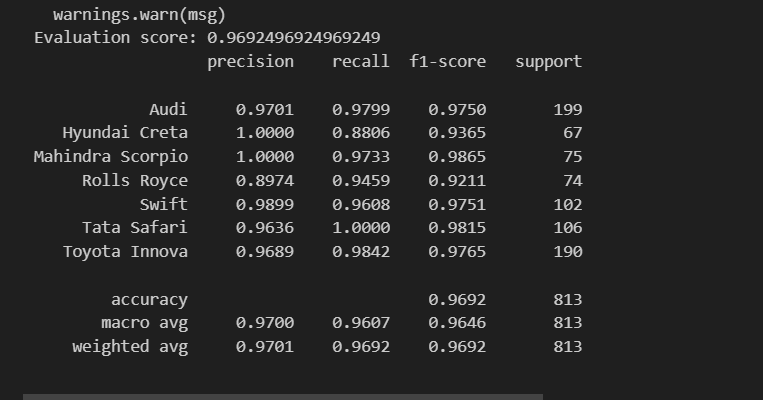 warnings.warn(msg)
Evaluation score: 0.9692496924969249
precision recall f1-score support
Audi 0.9701 0.9799 0.9750 199
Hyundai Creta 1.0000 0.8806 0.9365 67
Mahindra Scorpio 1.0000 0.9733 0.9865 75
Rolls Royce 0.8974 0.9459 0.9211 74
Swift 0.9899 0.9608 0.9751 102
Tata Safari 0.9636 1.0000 0.9815 106
Toyota Innova 0.9689 0.9842 0.9765 190
accuracy 0.9692 813
macro avg 0.9700 0.9607 0.9646 813
weighted avg 0.9701 0.9692 0.9692 813